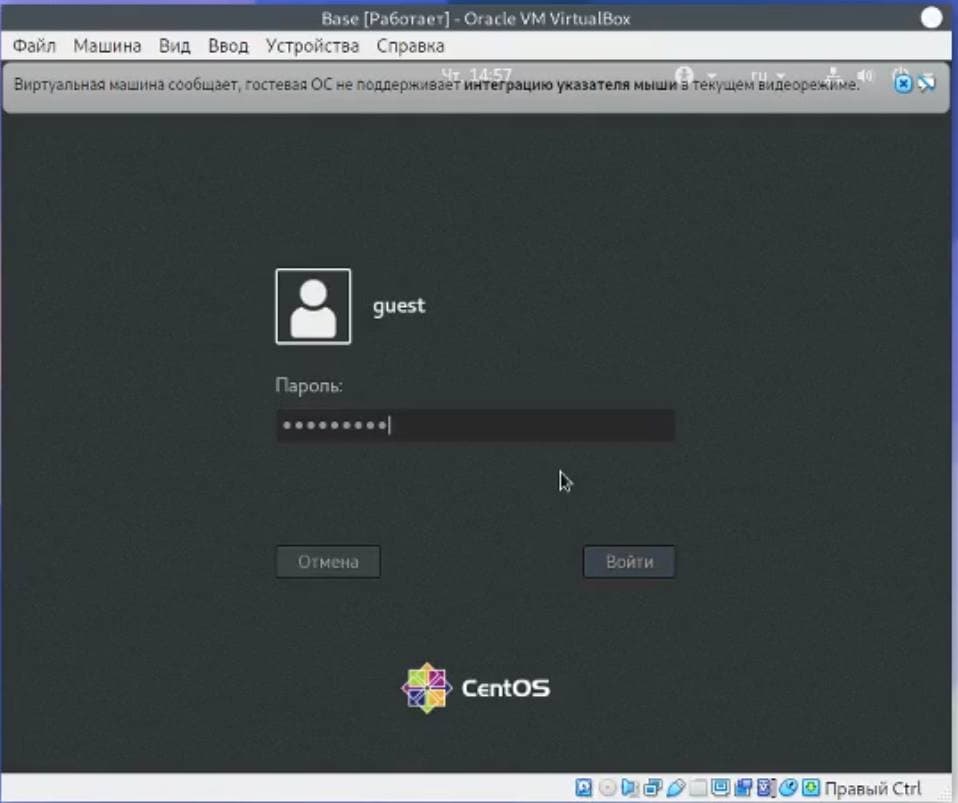 Base [Работает] - Oracle VM VirtualBox
Файл Машина Вид Ввод Устройства Справка
Чт, 14:57 ru
Виртуальная машина сообщает, гостевая ОС не поддерживает интеграцию указателя мыши в текущем видеорежиме.
guest
Пароль:
Отмена Войти
CentOS
Правый Ctrl